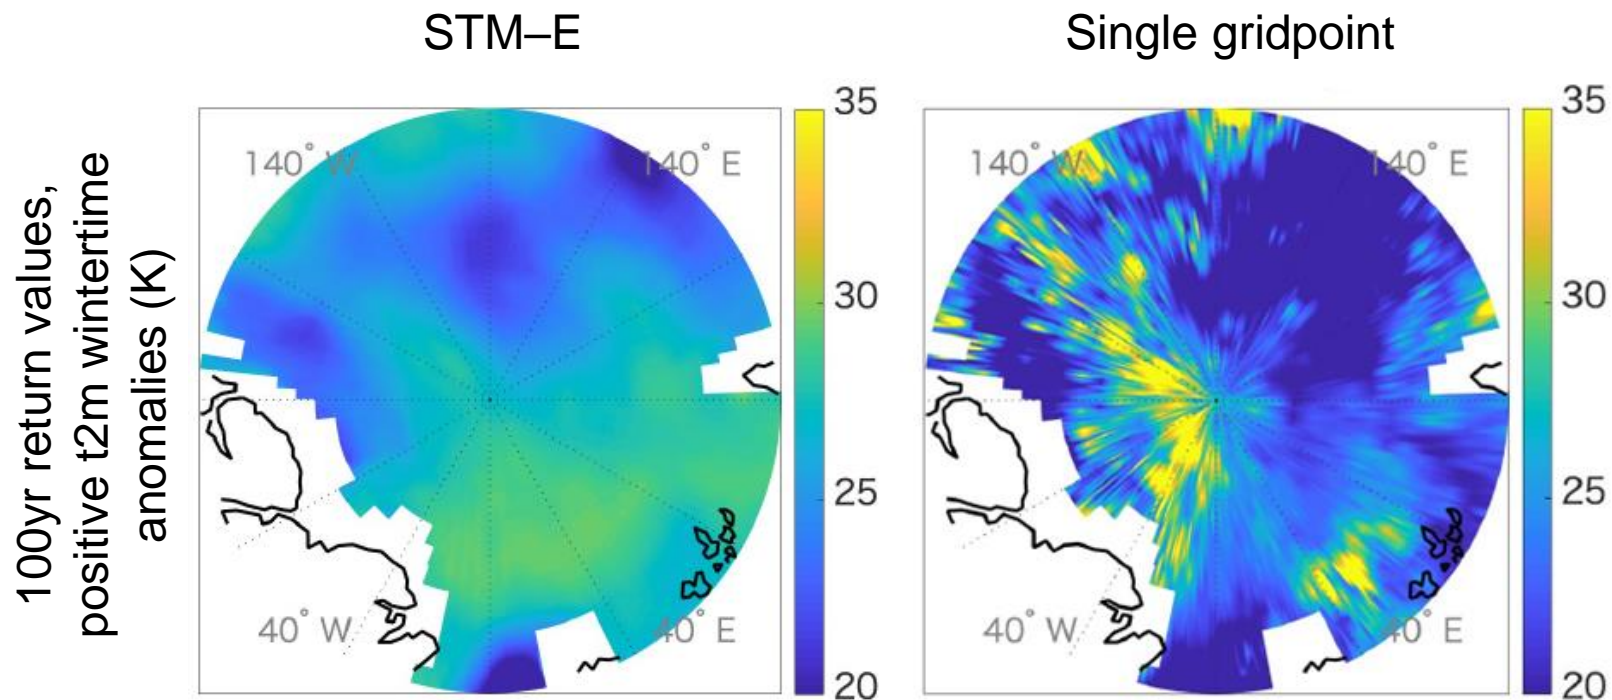 STM–E
Single gridpoint
100yr return values,
positive t2m wintertime
anomalies (K)
140° W
140° E
40° W
40° E
35
30
25
20
140° W
140° E
40° W
40° E
35
30
25
20